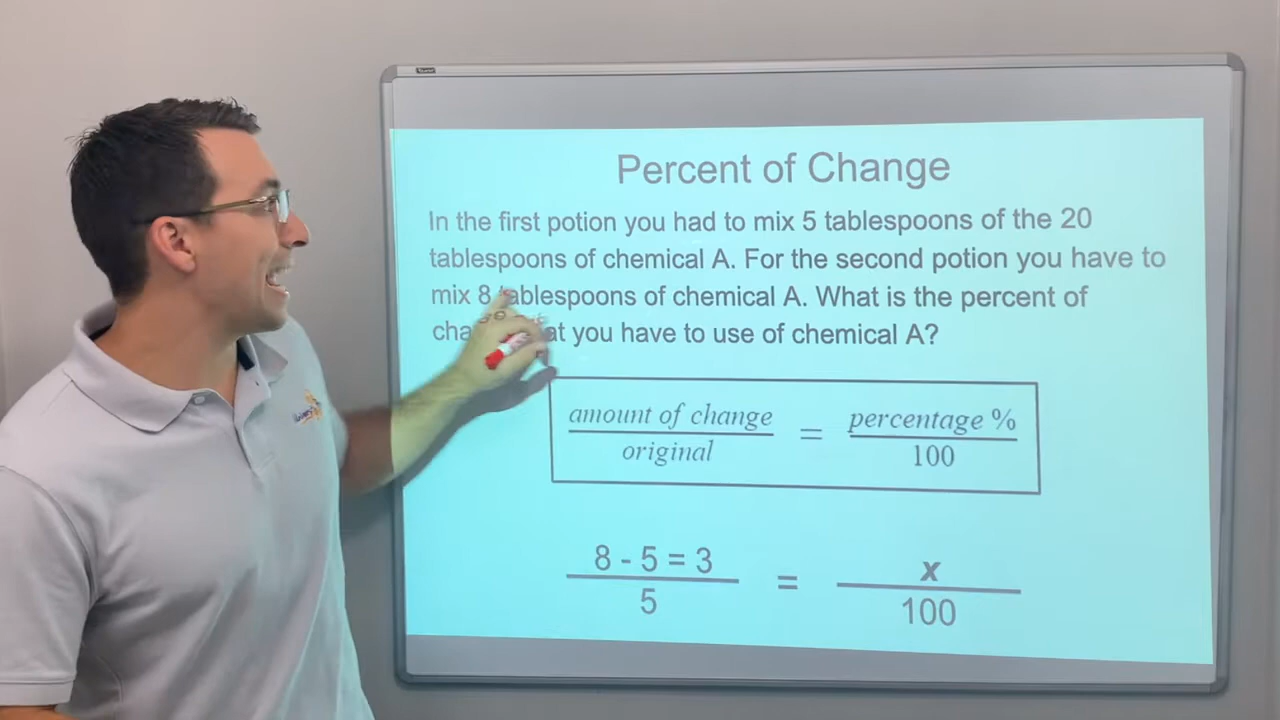 Percent of Change
In the first potion you had to mix 5 tablespoons of the 20
tablespoons of chemical A. For the second potion you have to
mix 8 tablespoons of chemical A. What is the percent of
you have to use of chemical A?
amount of change
original
=
percentage %
100
8 - 5 = 3
5
=
x
100